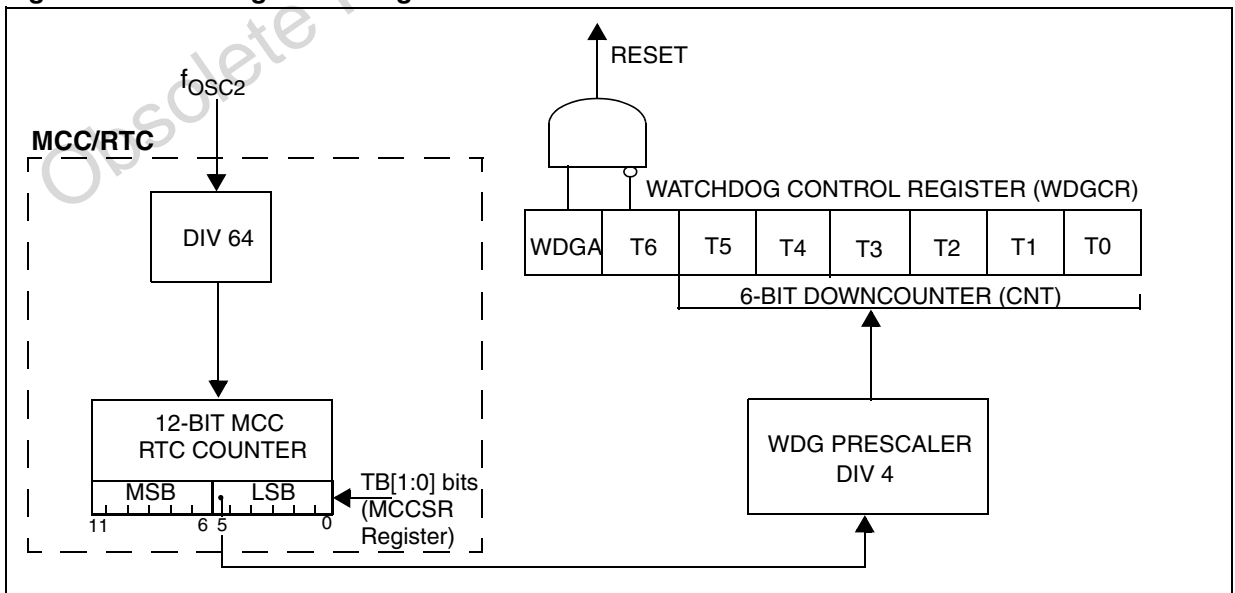 Obsolete
RESET
fOSC2
MCC/RTC
DIV 64
WATCHDOG CONTROL REGISTER (WDGCR)
WDGA T6 T5 T4 T3 T2 T1 T0
6-BIT DOWNCOUNTER (CNT)
12-BIT MCC
RTC COUNTER
MSB LSB
11 6 5 0
TB[1:0] bits
(MCCSR
Register)
WDG PRESCALER
DIV 4